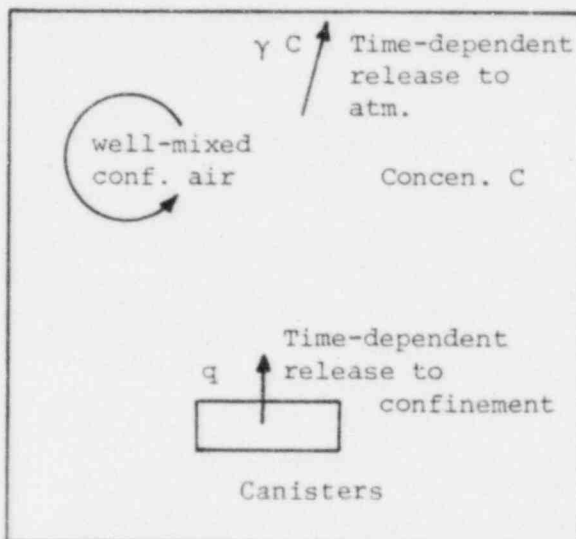 γ C
Time-dependent
release to
atm.
well-mixed
conf. air
Concen. C
Time-dependent
q
release to
confinement
Canisters